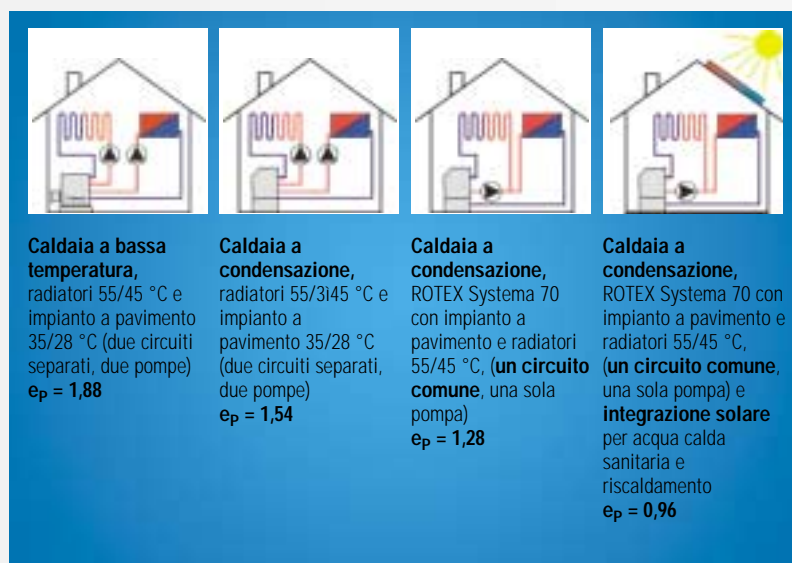 Caldaia a bassa
temperatura,
radiatori 55/45 °C e
impianto a pavimento
35/28 °C (due circuiti
separati, due pompe)
eP = 1,88
Caldaia a
condensazione,
radiatori 55/3ì45 °C e
impianto a
pavimento 35/28 °C
(due circuiti separati,
due pompe)
eP = 1,54
Caldaia a
condensazione,
ROTEX Systema 70
con impianto a
pavimento e radiatori
55/45 °C, (un circuito
comune, una sola
pompa)
eP = 1,28
Caldaia a
condensazione,
ROTEX Systema 70 con
impianto a pavimento e
radiatori 55/45 °C,
(un circuito comune,
una sola pompa) e
integrazione solare
per acqua calda
sanitaria e
riscaldamento
eP = 0,96